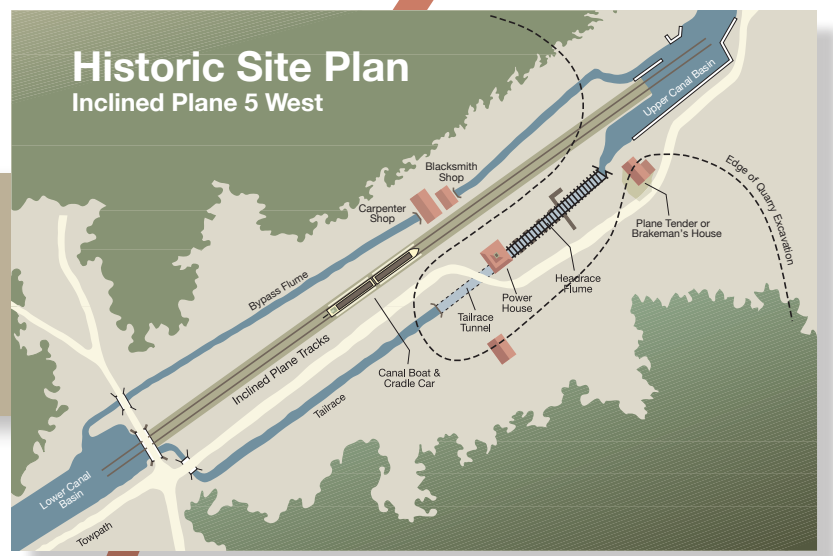 Historic Site Plan
Inclined Plane 5 West
Upper Canal Basin
Blacksmith
Shop
Carpenter
Shop
Edge of Quarry Excavation
Plane Tender or
Brakeman's House
Bypass Flume
Headrace
Flume
Power
House
Tailrace
Tunnel
Inclined Plane Tracks
Canal Boat &
Cradle Car
Tailrace
Lower Canal
Basin
Towpath